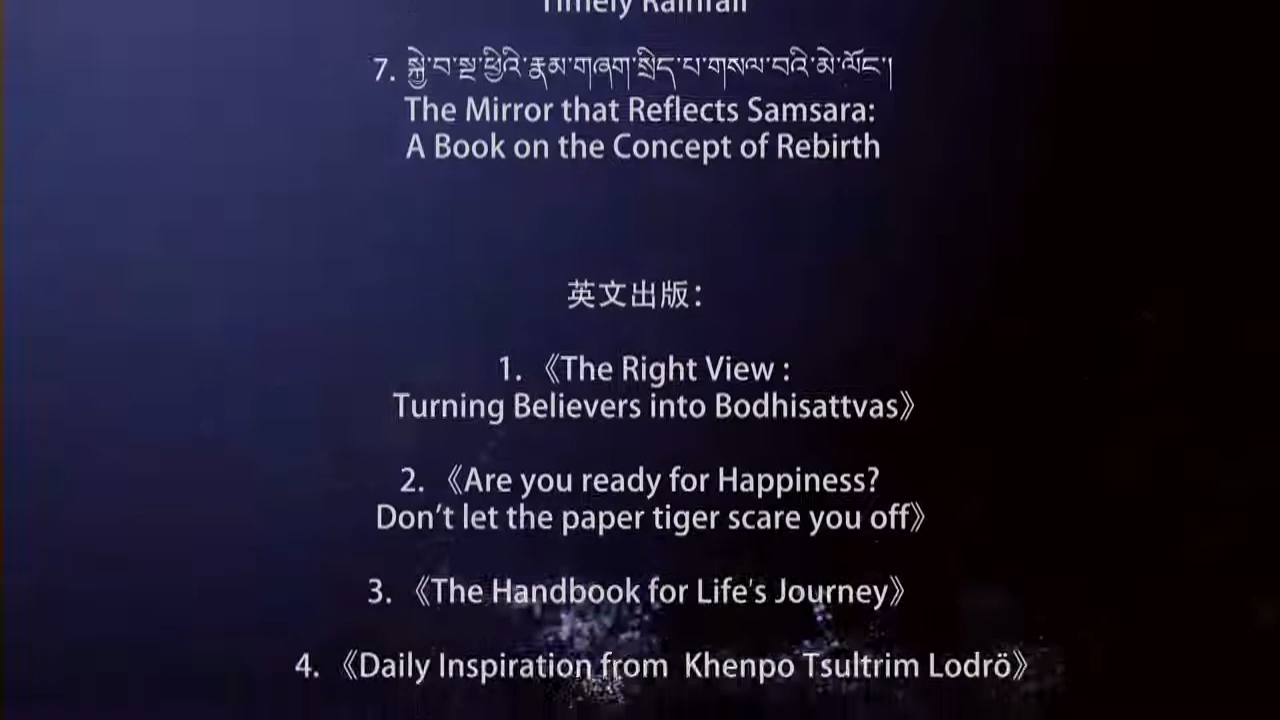 Timely Rainfall
7. སྐྱེ་བ་སྔ་ཕྱིའི་རྣམ་གཞག་སྲིད་པ་གསལ་བའི་མེ་ལོང་།
The Mirror that Reflects Samsara:
A Book on the Concept of Rebirth
英文出版：
1. 《The Right View :
Turning Believers into Bodhisattvas》
2. 《Are you ready for Happiness?
Don't let the paper tiger scare you off》
3. 《The Handbook for Life's Journey》
4. 《Daily Inspiration from Khenpo Tsultrim Lodrö》